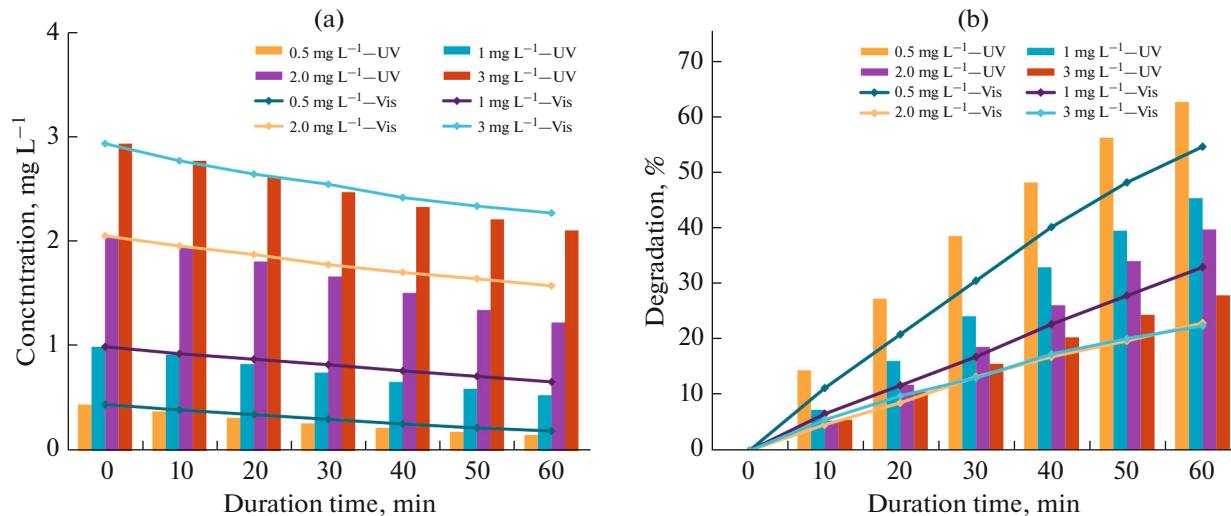 (a)
4
3
2
1
0
Conctntration, mg L⁻¹
0.5 mg L⁻¹—UV
1 mg L⁻¹—UV
2.0 mg L⁻¹—UV
3 mg L⁻¹—UV
0.5 mg L⁻¹—Vis
1 mg L⁻¹—Vis
2.0 mg L⁻¹—Vis
3 mg L⁻¹—Vis
0 10 20 30 40 50 60
Duration time, min
(b)
70
60
50
40
30
20
10
0
Degradation, %
0.5 mg L⁻¹—UV
1 mg L⁻¹—UV
2.0 mg L⁻¹—UV
3 mg L⁻¹—UV
0.5 mg L⁻¹—Vis
1 mg L⁻¹—Vis
2.0 mg L⁻¹—Vis
3 mg L⁻¹—Vis
0 10 20 30 40 50 60
Duration time, min